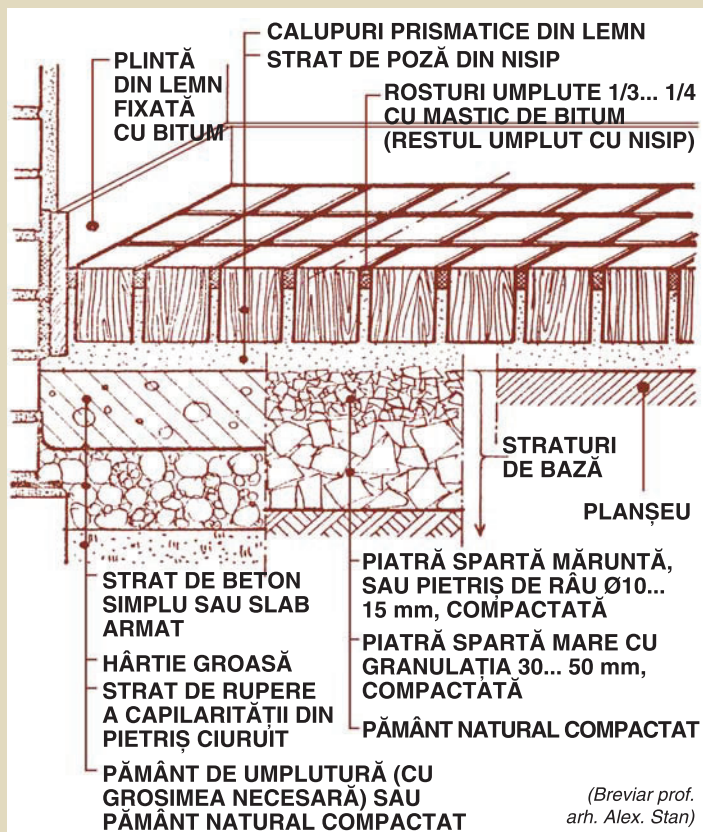 CALUPURI PRISMATICE DIN LEMN
STRAT DE POZĂ DIN NISIP
PLINTĂ
DIN LEMN
FIXATĂ
CU BITUM
ROSTURI UMPLUTE 1/3... 1/4
CU MASTIC DE BITUM
(RESTUL UMPLUT CU NISIP)
STRATURI
DE BAZĂ
PLANȘEU
STRAT DE BETON
SIMPLU SAU SLAB
ARMAT
HÂRTIE GROASĂ
STRAT DE RUPERE
A CAPILARITĂȚII DIN
PIETRIȘ CIURUIT
PĂMÂNT DE UMPLUTURĂ (CU
GROSIMEA NECESARĂ) SAU
PĂMÂNT NATURAL COMPACTAT
PIATRĂ SPARTĂ MĂRUNTĂ,
SAU PIETRIȘ DE RÂU Ø10...
15 mm, COMPACTATĂ
PIATRĂ SPARTĂ MARE CU
GRANULAȚIA 30... 50 mm,
COMPACTATĂ
PĂMÂNT NATURAL COMPACTAT
(Breviar prof.
arh. Alex. Stan)